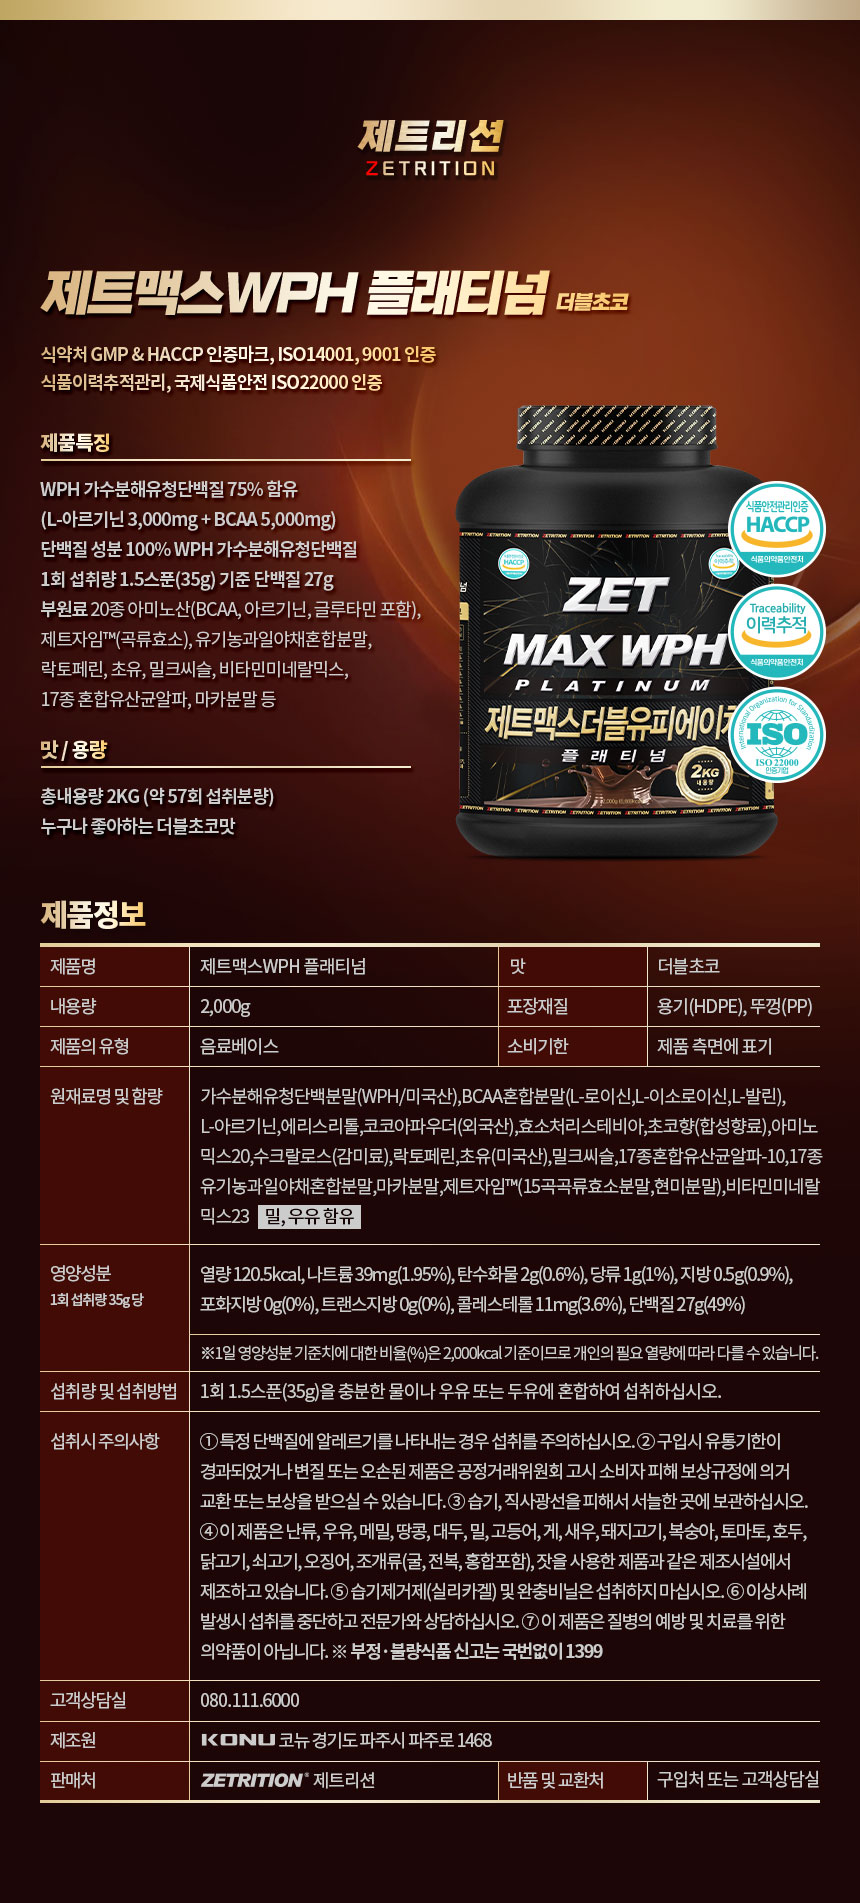 제트리션
ZETRITION
제트맥스WPH 플래티넘 더블초코
식약처 GMP & HACCP 인증마크, ISO14001, 9001 인증
식품이력추적관리, 국제식품안전 ISO22000 인증
제품특징
WPH 가수분해유청단백질 75% 함유
(L-아르기닌 3,000mg + BCAA 5,000mg)
단백질 성분 100% WPH 가수분해유청단백질
1회 섭취량 1.5스푼(35g) 기준 단백질 27g
부원료 20종 아미노산(BCAA, 아르기닌, 글루타민 포함),
제트자임™(곡류효소), 유기농과일야채혼합분말,
락토페린, 초유, 밀크씨슬, 비타민미네랄믹스,
17종 혼합유산균알파, 마카분말 등
맛 / 용량
총내용량 2KG (약 57회 섭취분량)
누구나 좋아하는 더블초코맛
HACCP
이력추적
ZET
MAX WPH
PLATINUM
제트맥스더블유피에이치
플래티넘
2KG
내용량
식품안전관리인증
HACCP
식품의약품안전처
Traceability
이력추적
식품의약품안전처
International Organization for Standardization
ISO
ISO 22000
인증기업
제품정보
제품명 제트맥스WPH 플래티넘 맛 더블초코
내용량 2,000g 포장재질 용기(HDPE), 뚜껑(PP)
제품의 유형 음료베이스 소비기한 제품 측면에 표기
원재료명 및 함량 가수분해유청단백분말(WPH/미국산),BCAA혼합분말(L-로이신,L-이소로이신,L-발린),
L-아르기닌,에리스리톨,코코아파우더(외국산),효소처리스테비아,초코향(합성향료),아미노
믹스20,수크랄로스(감미료),락토페린,초유(미국산),밀크씨슬,17종혼합유산균알파-10,17종
유기농과일야채혼합분말,마카분말,제트자임™(15곡곡류효소분말,현미분말),비타민미네랄
믹스23 밀, 우유 함유
영양성분 열량 120.5kcal, 나트륨 39mg(1.95%), 탄수화물 2g(0.6%), 당류 1g(1%), 지방 0.5g(0.9%),
1회 섭취량 35g 당 포화지방 0g(0%), 트랜스지방 0g(0%), 콜레스테롤 11mg(3.6%), 단백질 27g(49%)
※1일 영양성분 기준치에 대한 비율(%)은 2,000kcal 기준이므로 개인의 필요 열량에 따라 다를 수 있습니다.
섭취량 및 섭취방법 1회 1.5스푼(35g)을 충분한 물이나 우유 또는 두유에 혼합하여 섭취하십시오.
섭취시 주의사항 ① 특정 단백질에 알레르기를 나타내는 경우 섭취를 주의하십시오. ② 구입시 유통기한이
경과되었거나 변질 또는 오손된 제품은 공정거래위원회 고시 소비자 피해 보상규정에 의거
교환 또는 보상을 받으실 수 있습니다. ③ 습기, 직사광선을 피해서 서늘한 곳에 보관하십시오.
④ 이 제품은 난류, 우유, 메밀, 땅콩, 대두, 밀, 고등어, 게, 새우, 돼지고기, 복숭아, 토마토, 호두,
닭고기, 쇠고기, 오징어, 조개류(굴, 전복, 홍합포함), 잣을 사용한 제품과 같은 제조시설에서
제조하고 있습니다. ⑤ 습기제거제(실리카겔) 및 완충비닐은 섭취하지 마십시오. ⑥ 이상사례
발생시 섭취를 중단하고 전문가와 상담하십시오. ⑦ 이 제품은 질병의 예방 및 치료를 위한
의약품이 아닙니다. ※ 부정·불량식품 신고는 국번없이 1399
고객상담실 080.111.6000
제조원 KONU 코뉴 경기도 파주시 파주로 1468
판매처 ZETRITION® 제트리션 반품 및 교환처 구입처 또는 고객상담실